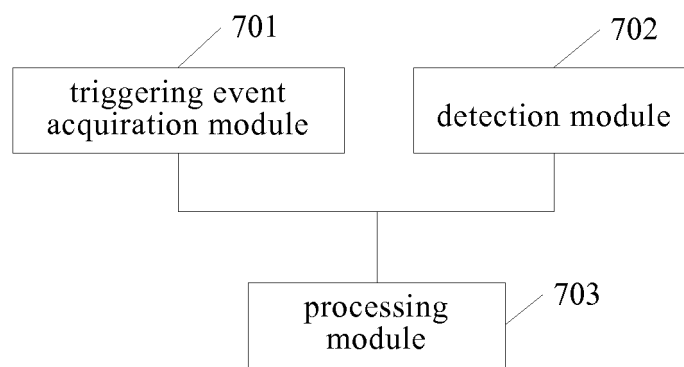 701
702
triggering event
acquiration module
detection module
processing
module
703